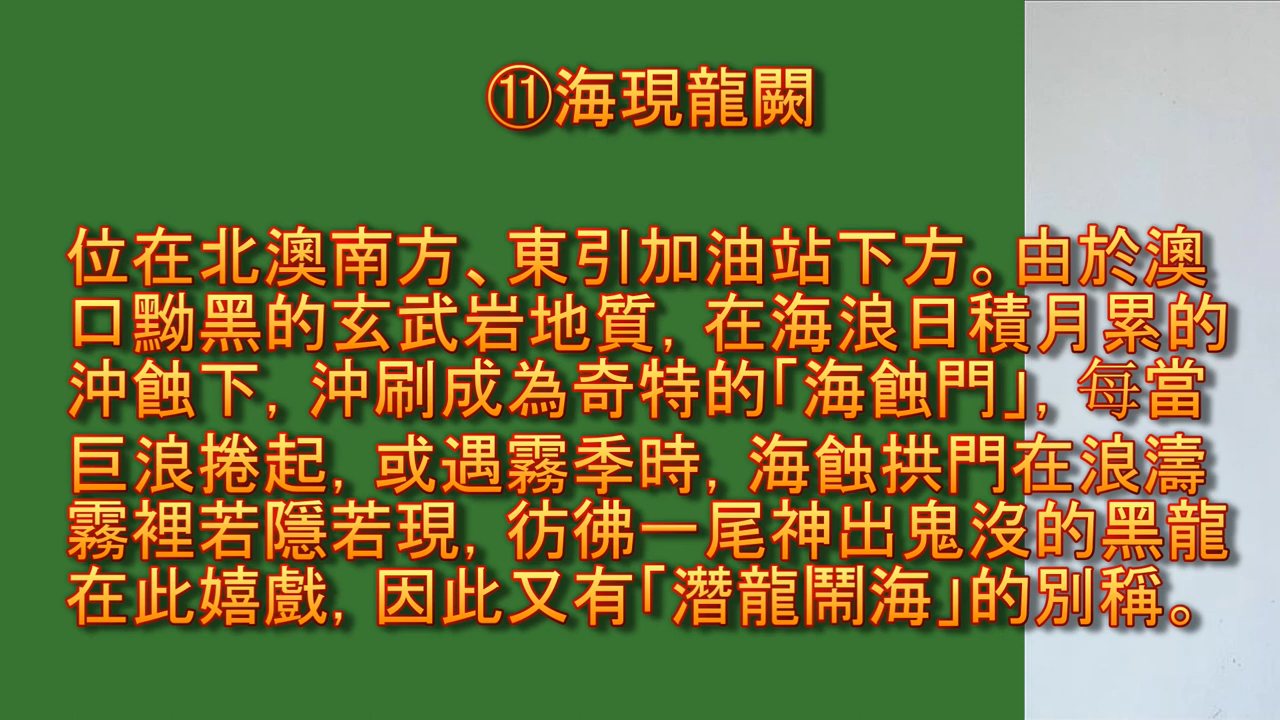 ⑪海現龍闕
位在北澳南方、東引加油站下方。由於澳
口黝黑的玄武岩地質, 在海浪日積月累的
沖蝕下, 沖刷成為奇特的「海蝕門」, 每當
巨浪捲起, 或遇霧季時, 海蝕拱門在浪濤
霧裡若隱若現, 彷彿一尾神出鬼沒的黑龍
在此嬉戲, 因此又有「潛龍鬧海」的別稱。